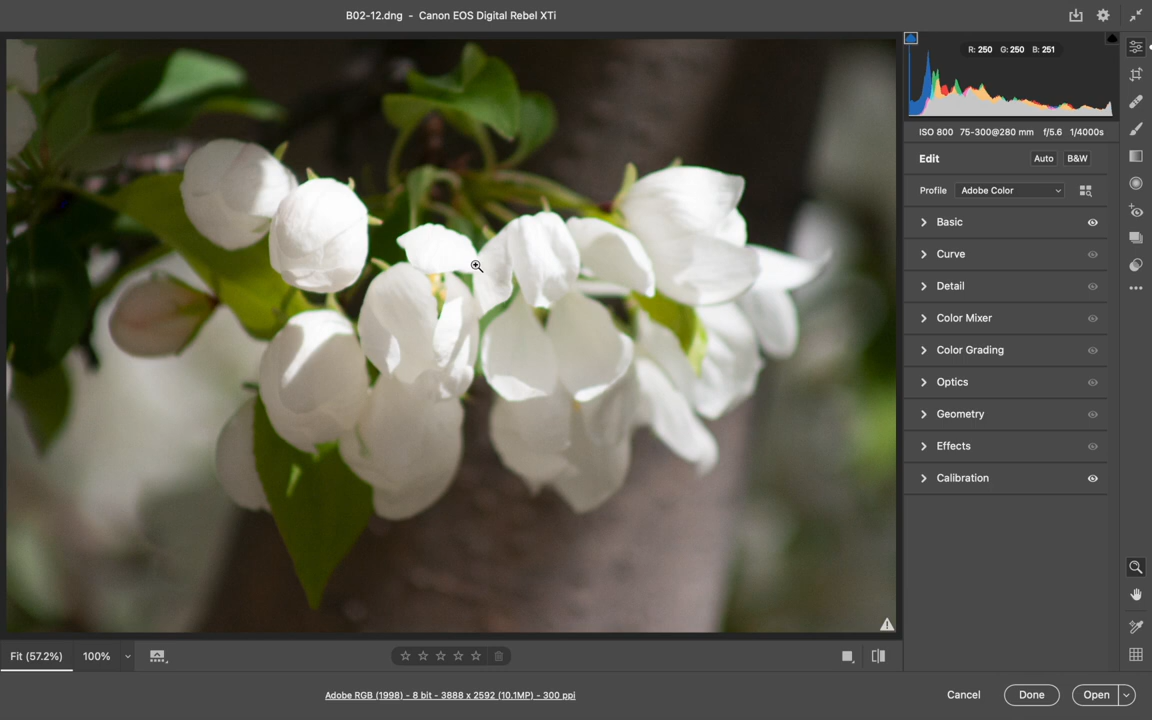 B02-12.dng - Canon EOS Digital Rebel XTi
R: 250 G: 250 B: 251
ISO 800 75-300@280 mm f/5.6 1/4000s
Edit Auto B&W
Profile Adobe Color
Basic
Curve
Detail
Color Mixer
Color Grading
Optics
Geometry
Effects
Calibration
Fit (57.2%) 100%
Adobe RGB (1998) - 8 bit - 3888 x 2592 (10.1MP) - 300 ppi
Cancel Done Open